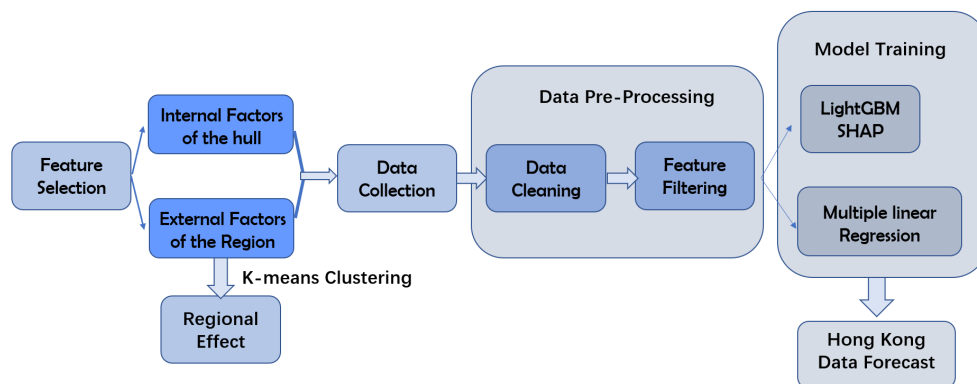 Feature
Selection
Internal Factors
of the hull
External Factors
of the Region
K-means Clustering
Regional
Effect
Data
Collection
Data Pre-Processing
Data
Cleaning
Feature
Filtering
Model Training
LightGBM
SHAP
Multiple linear
Regression
Hong Kong
Data Forecast